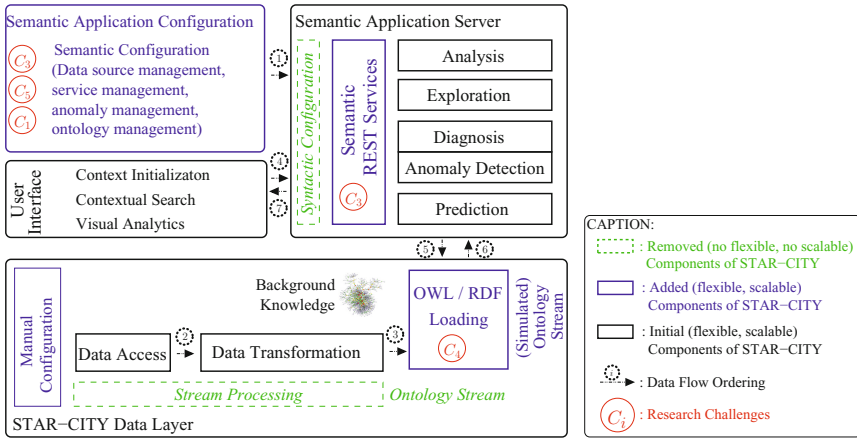 Semantic Application Configuration
Semantic Configuration
(Data source management,
service management,
anomaly management,
ontology management)
C3
C5
C1
1
Semantic Application Server
Syntactic Configuration
Semantic
REST Services
C3
Analysis
Exploration
Diagnosis
Anomaly Detection
Prediction
User
Interface
Context Initializaton
Contextual Search
Visual Analytics
4
7
5
6
Manual
Configuration
Data Access
2
Data Transformation
Background
Knowledge
3
OWL / RDF
Loading
C4
(Simulated)
Ontology
Stream
Stream Processing
Ontology Stream
STAR−CITY Data Layer
CAPTION:
: Removed (no flexible, no scalable)
Components of STAR−CITY
: Added (flexible, scalable)
Components of STAR−CITY
: Initial (flexible, scalable)
Components of STAR−CITY
i
: Data Flow Ordering
Ci : Research Challenges